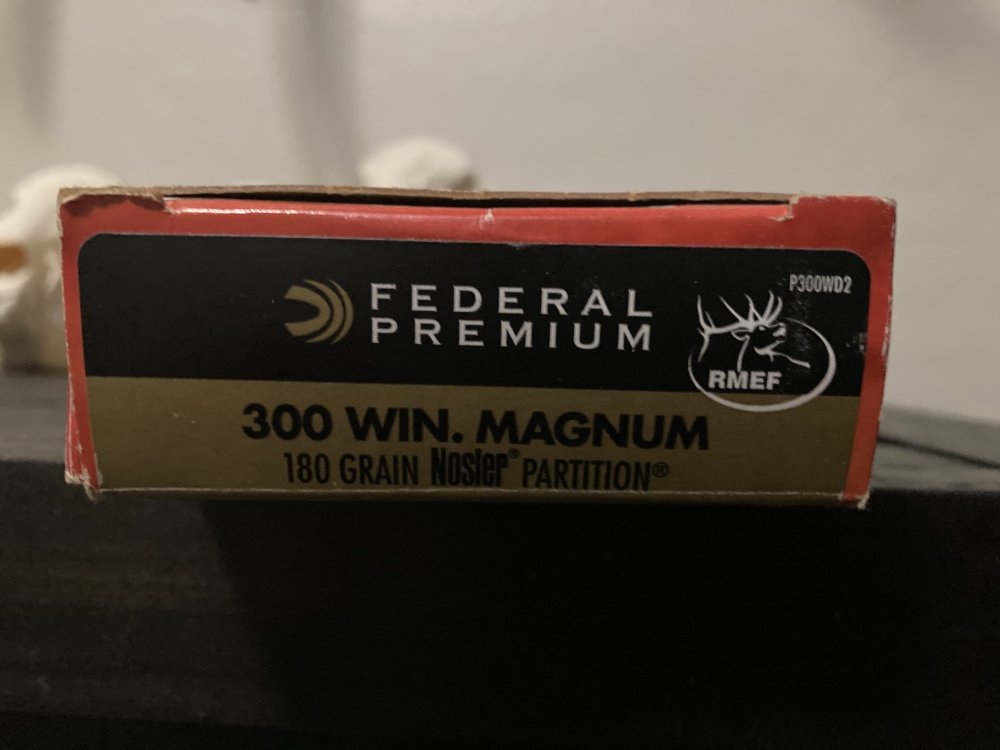 P300WD2
FEDERAL
PREMIUM
RMEF
300 WIN. MAGNUM
180 GRAIN Nosler® PARTITION®